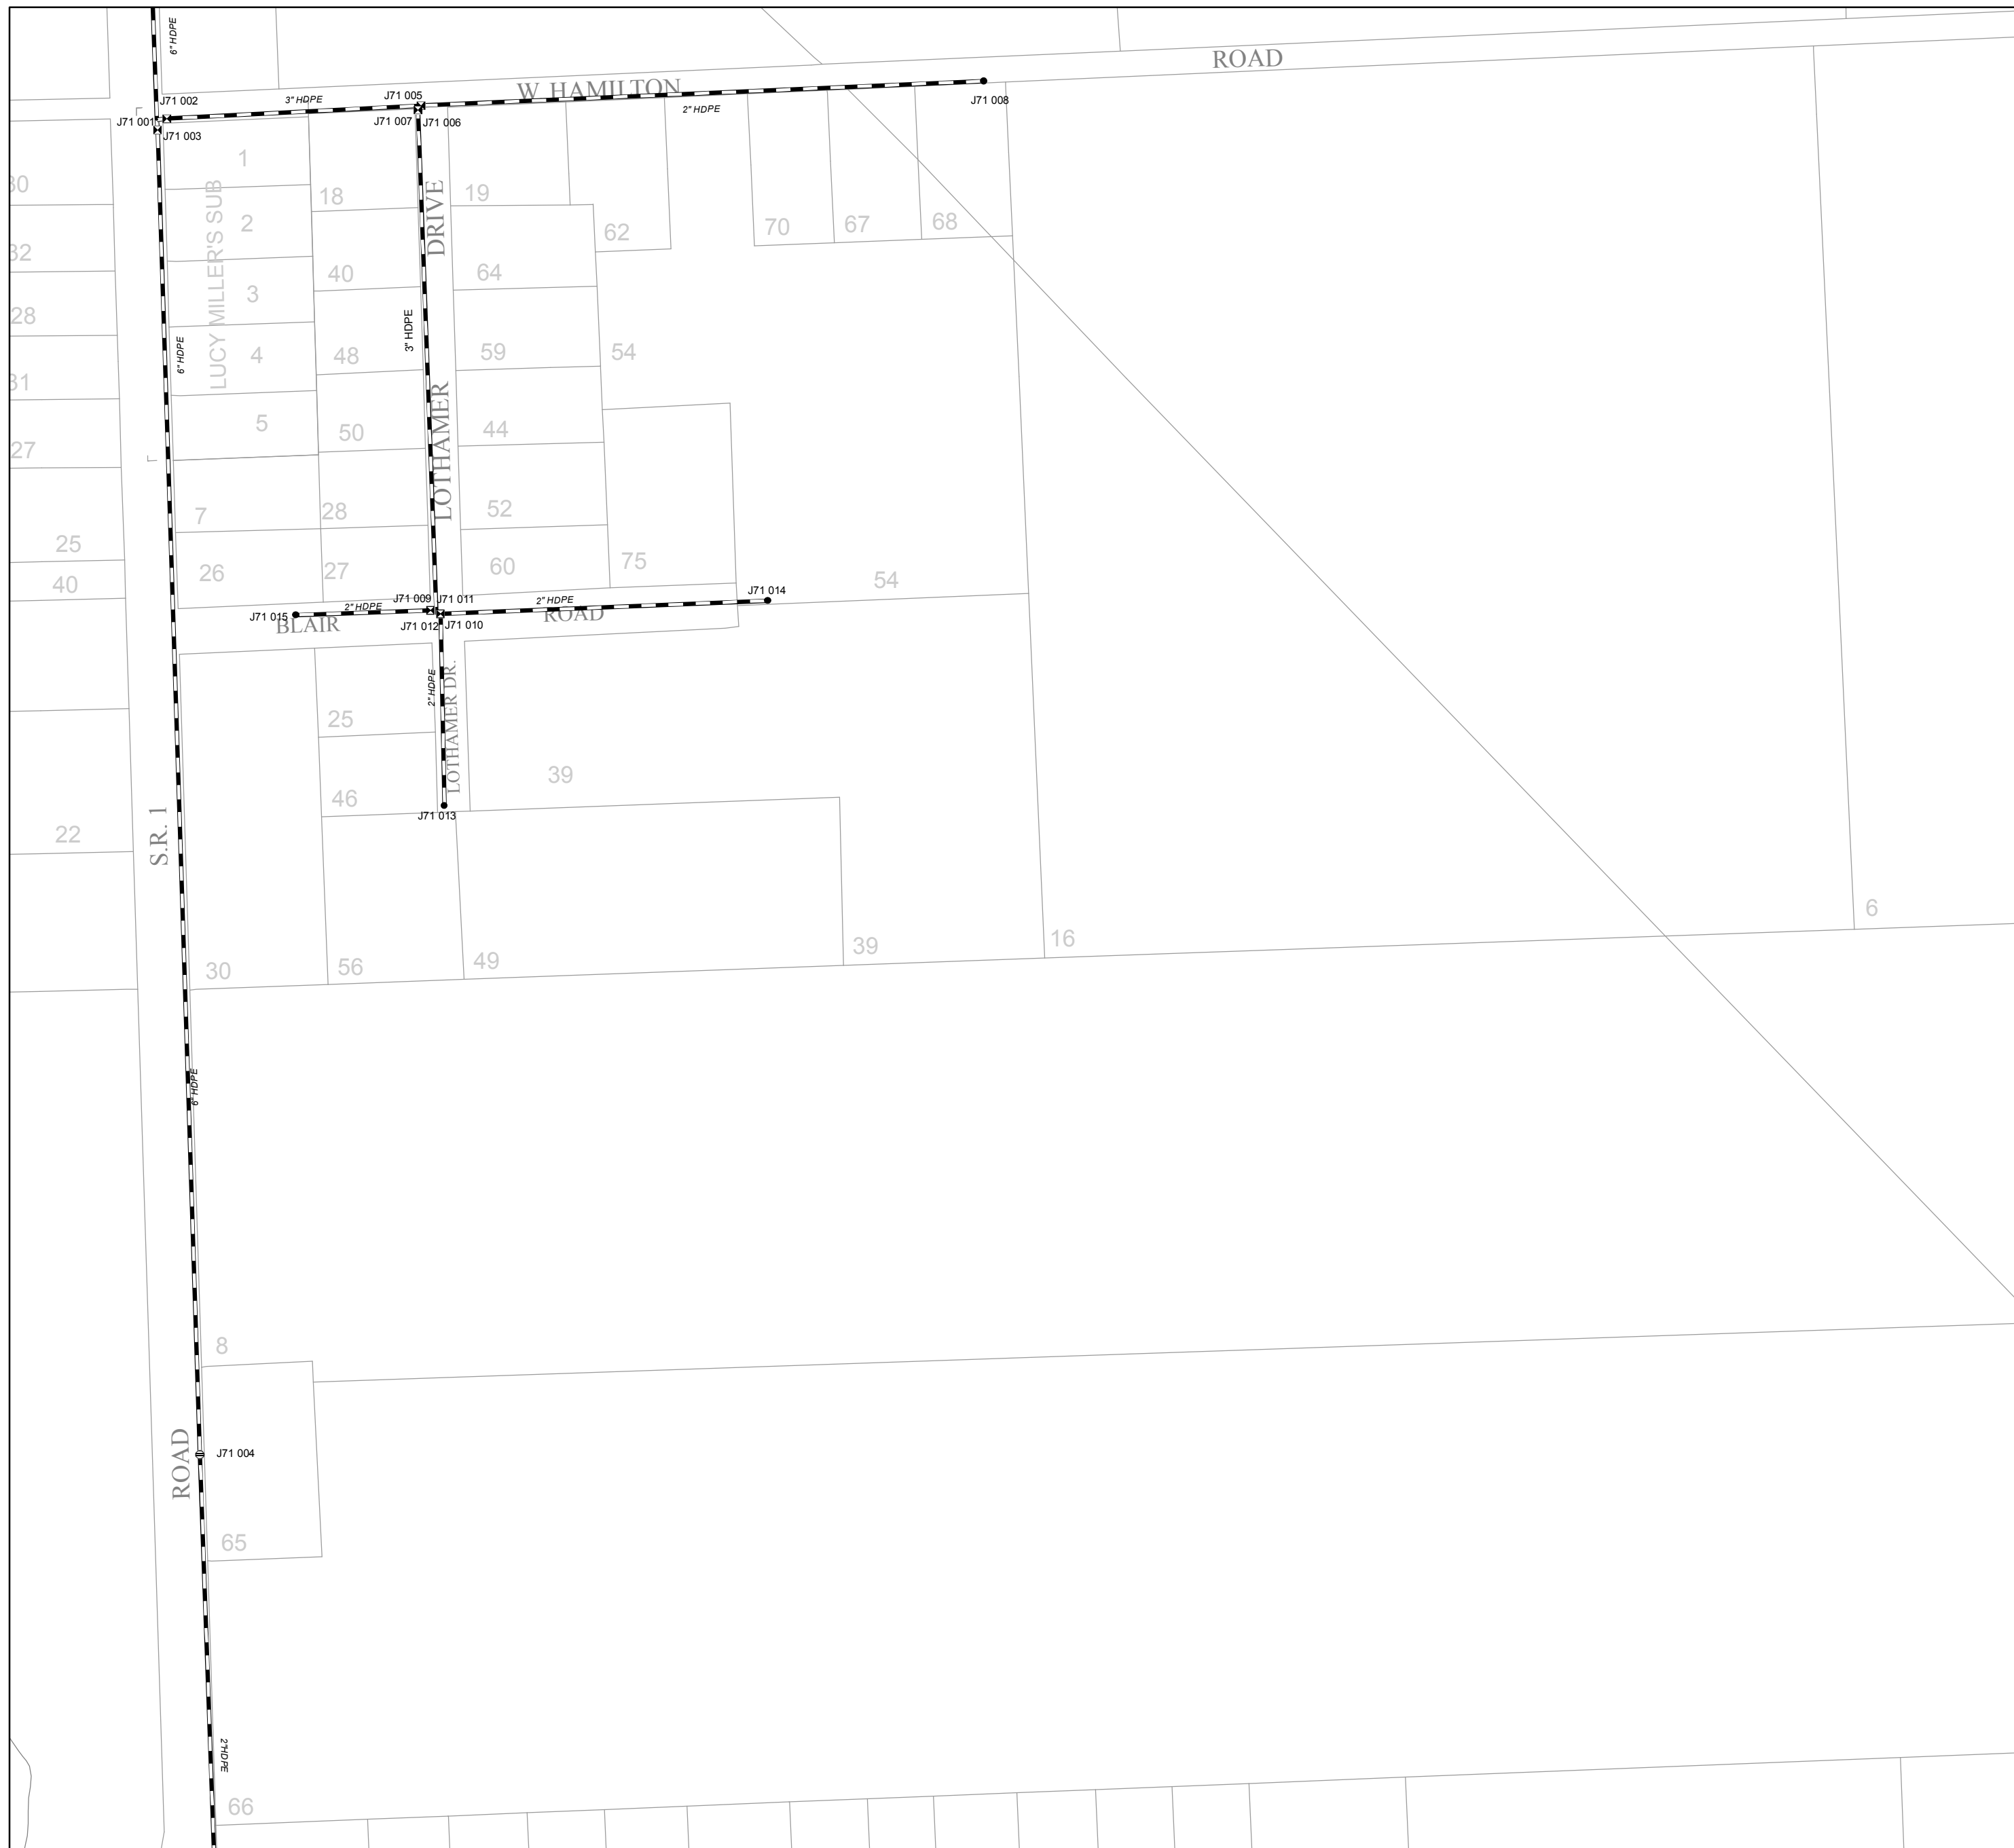 6" HDPE
ROAD
W HAMILTON
J71 002
3" HDPE
J71 005
2" HDPE
J71 008
J71 001
J71 007
J71 006
J71 003
1
30
LUCY MILLER'S SUB
DRIVE
18
19
2
62
70
67
68
32
40
64
3
28
6" HDPE
3" HDPE
4
48
59
54
31
LOTHAMER
5
50
44
27
7
28
52
25
26
27
60
75
40
54
J71 009
J71 011
2" HDPE
J71 014
2" HDPE
J71 015
BLAIR
J71 012
J71 010
ROAD
2" HDPE
LOTHAMER DR.
25
39
46
J71 013
S.R. 1
22
6
16
39
49
56
30
6" HDPE
8
ROAD
J71 004
65
2"HDPE
66